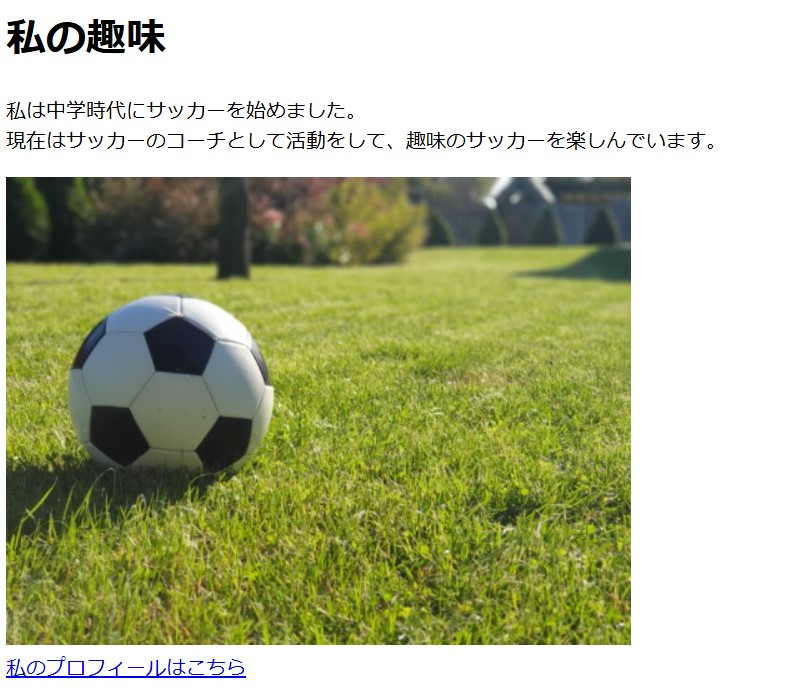 私の趣味
私は中学時代にサッカーを始めました。
現在はサッカーのコーチとして活動をして、趣味のサッカーを楽しんでいます。
私のプロフィールはこちら